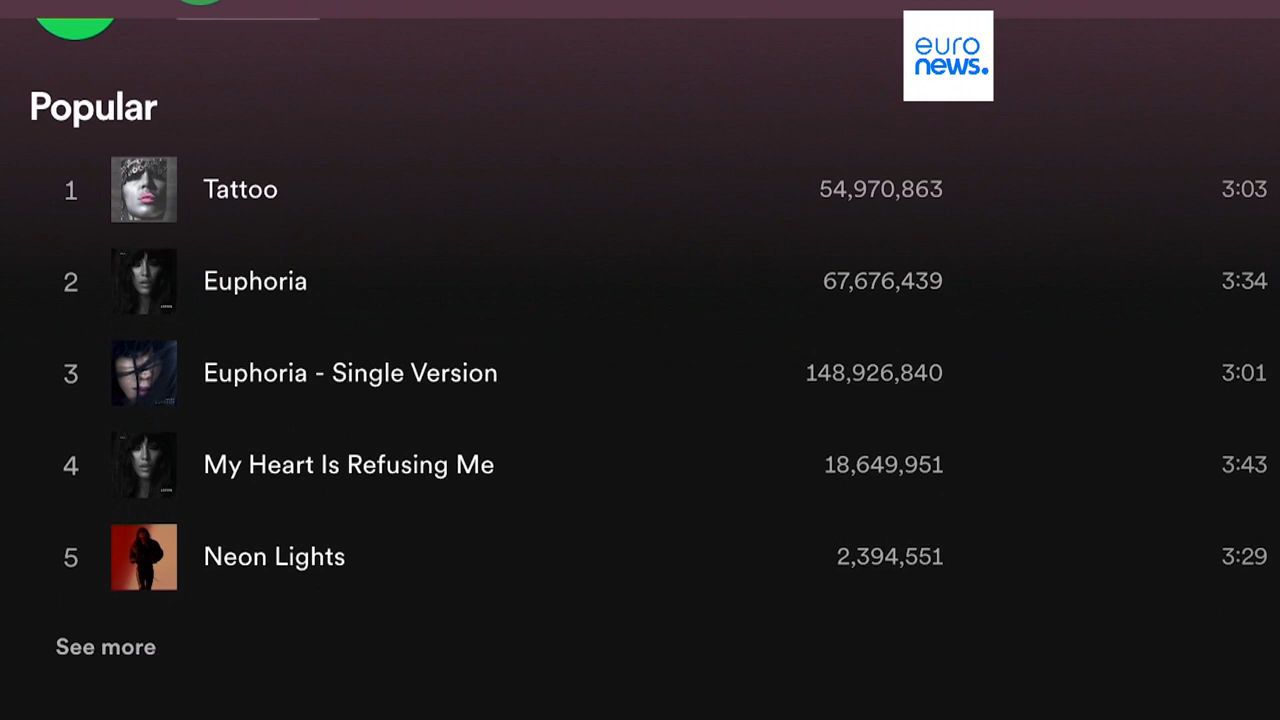 euro
news.
Popular
1 Tattoo 54,970,863 3:03
2 Euphoria 67,676,439 3:34
3 Euphoria - Single Version 148,926,840 3:01
4 My Heart Is Refusing Me 18,649,951 3:43
5 Neon Lights 2,394,551 3:29
See more